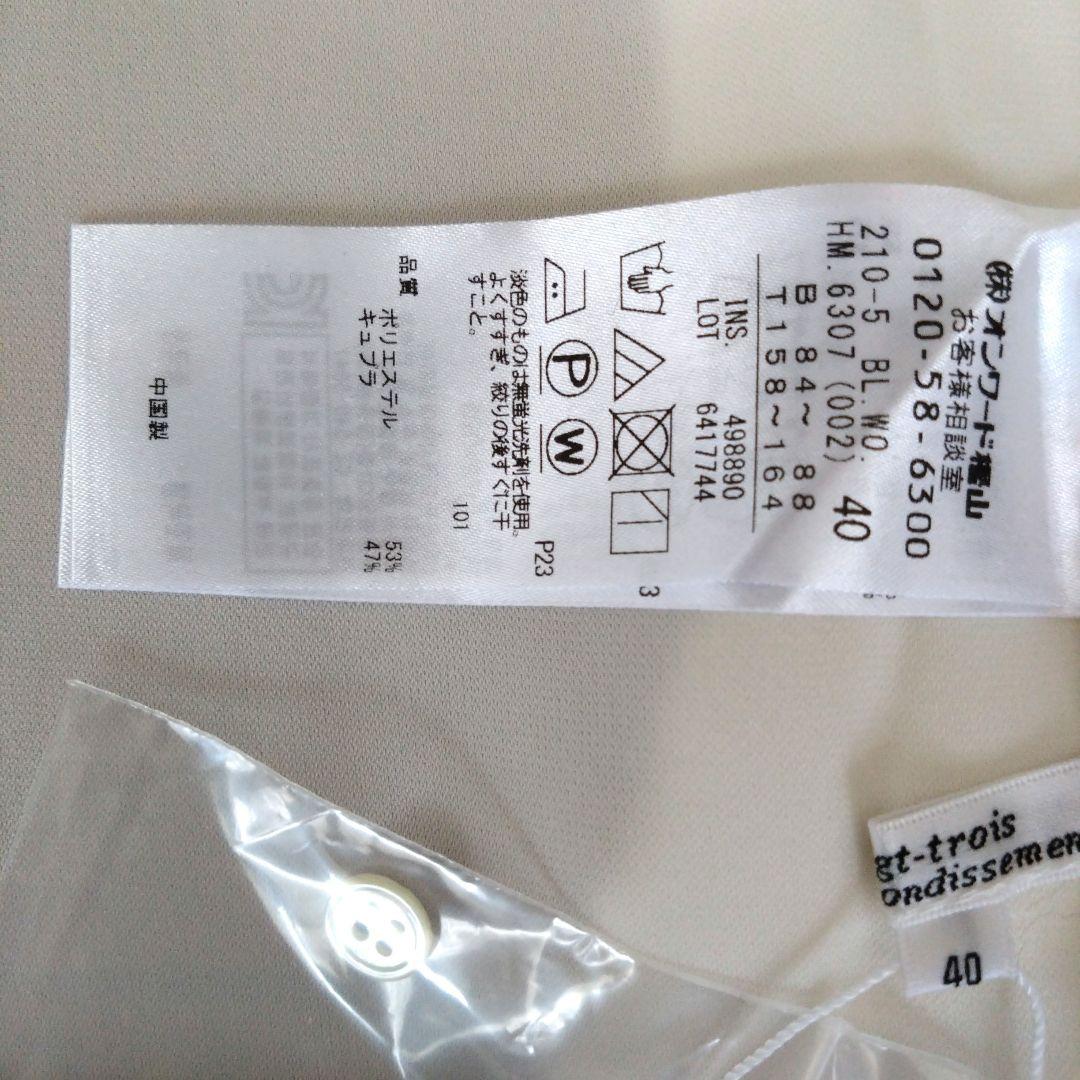 (株)オンワード樫山
お客様相談室
0120-58-6300
210-5 BL.WO.
HM.6307 (002) 40
B 84~ 88
T 158~164
INS. 498890
LOT 6417744
3
P W
P23
淡色のものは無蛍光洗剤を使用。
よくすすぎ、絞りの後すぐに干
すこと。
101
品質
ポリエステル 53%
キュプラ 47%
中国製
gt-trois
ondissemen
40